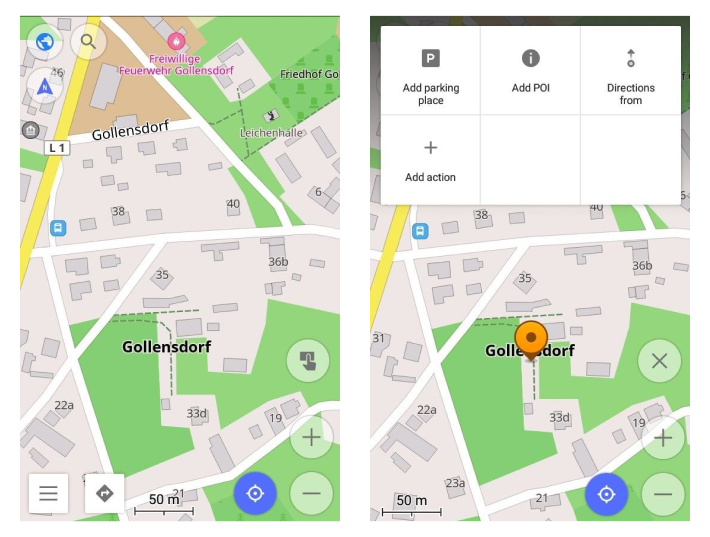 46
Freiwillige
Feuerwehr Gollensdorf
Friedhof Go
Gollensdorf
Leichenhalle
L 1
6
38
40
36b
35
Gollensdorf
22a
33d
19
21
50 m
N
P
Add parking
place
Add POI
Directions
from
Add action
6
38
40
36b
35
31
Gollensdorf
22a
33d
19
23a
21
50 m